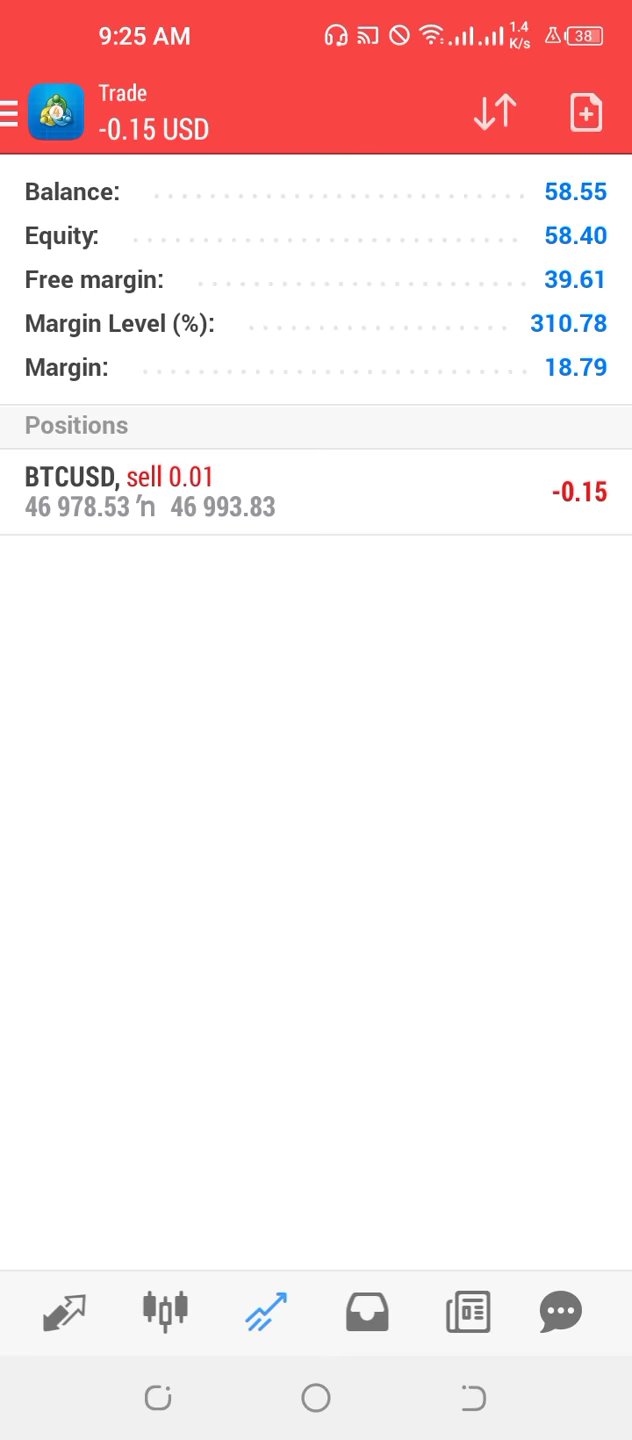 9:25 AM
1.4
K/s
38
Trade
-0.15 USD
Balance: 58.55
Equity: 58.40
Free margin: 39.61
Margin Level (%): 310.78
Margin: 18.79
Positions
BTCUSD, sell 0.01
-0.15
46 978.53 ’n 46 993.83